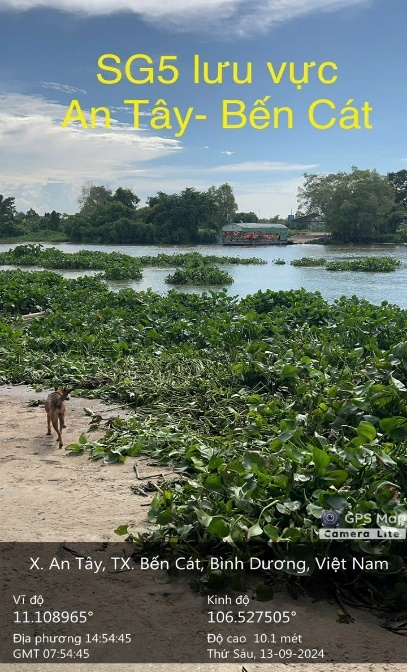 SG5 lưu vực
An Tây- Bến Cát
GPS Map
Camera Lite
X. An Tây, TX. Bến Cát, Bình Dương, Việt Nam
Vĩ độ
11.108965°
Địa phương 14:54:45
GMT 07:54:45
Kinh độ
106.527505°
Độ cao 10.1 mét
Thứ Sáu, 13-09-2024